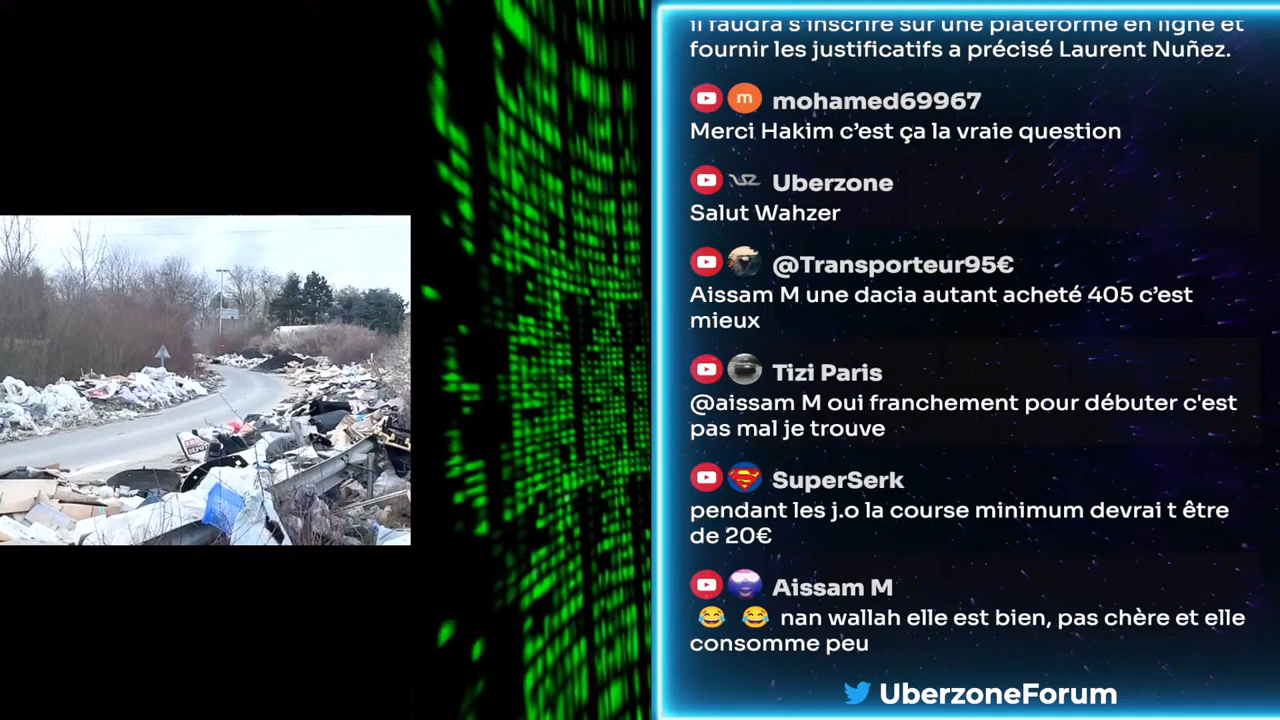 il faudra s'inscrire sur une plateforme en ligne et
fournir les justificatifs a précisé Laurent Nuñez.
m
mohamed69967
Merci Hakim c’est ça la vraie question
Uberzone
Salut Wahzer
@Transporteur95€
Aissam M une dacia autant acheté 405 c’est
mieux
Tizi Paris
@aissam M oui franchement pour débuter c'est
pas mal je trouve
SuperSerk
pendant les j.o la course minimum devrai t être
de 20€
Aissam M
😂 😂 nan wallah elle est bien, pas chère et elle
consomme peu
UberzoneForum